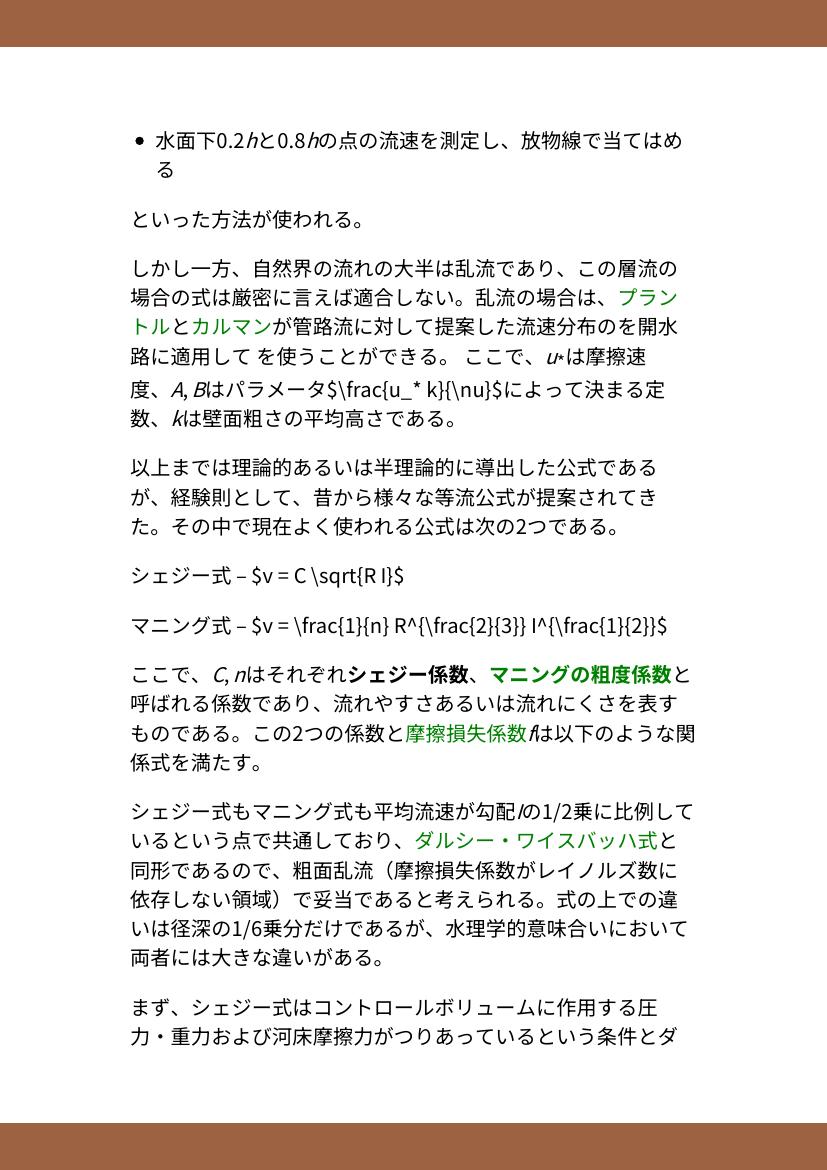 • 水面下0.2hと0.8hの点の流速を測定し、放物線で当てはめ
る
といった方法が使われる。
しかし一方、自然界の流れの大半は乱流であり、この層流の
場合の式は厳密に言えば適合しない。乱流の場合は、プラン
トルとカルマンが管路流に対して提案した流速分布のを開水
路に適用して を使うことができる。 ここで、u*は摩擦速
度、A, Bはパラメータ$\frac{u_* k}{\nu}$によって決まる定
数、kは壁面粗さの平均高さである。
以上までは理論的あるいは半理論的に導出した公式である
が、経験則として、昔から様々な等流公式が提案されてき
た。その中で現在よく使われる公式は次の2つである。
シェジー式 – $v = C \sqrt{R I}$
マニング式 – $v = \frac{1}{n} R^{\frac{2}{3}} I^{\frac{1}{2}}$
ここで、C, nはそれぞれシェジー係数、マニングの粗度係数と
呼ばれる係数であり、流れやすさあるいは流れにくさを表す
ものである。この2つの係数と摩擦損失係数fは以下のような関
係式を満たす。
シェジー式もマニング式も平均流速が勾配Iの1/2乗に比例して
いるという点で共通しており、ダルシー・ワイスバッハ式と
同形であるので、粗面乱流（摩擦損失係数がレイノルズ数に
依存しない領域）で妥当であると考えられる。式の上での違
いは径深の1/6乗分だけであるが、水理学的意味合いにおいて
両者には大きな違いがある。
まず、シェジー式はコントロールボリュームに作用する圧
力・重力および河床摩擦力がつりあっているという条件とダ